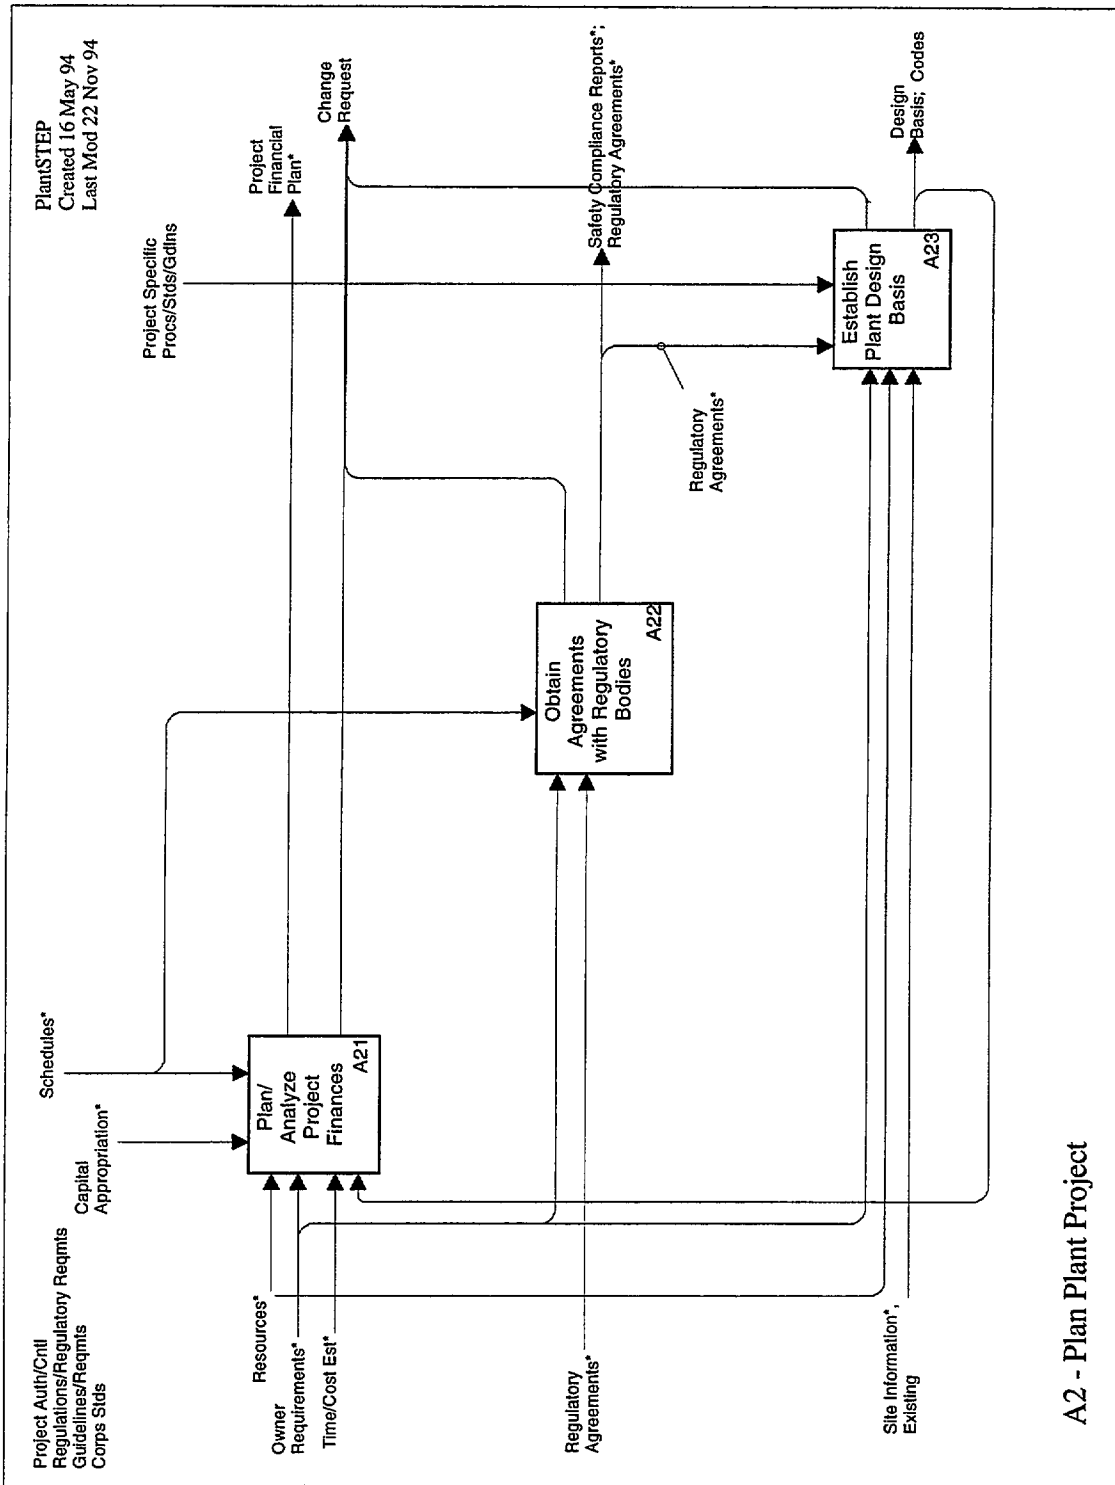 Project Auth/Cntl
Regulations/Regulatory Reqmts
Guidelines/Reqmts
Corps Stds
Capital
Appropriation*
Schedules*
Project Specific
Procs/Stds/Gdlns
PlantSTEP
Created 16 May 94
Last Mod 22 Nov 94
Project
Financial
Plan*
Change
Request
Resources*
Owner
Requirements*
Time/Cost Est*
Plan/
Analyze
Project
Finances
A21
Regulatory
Agreements*
Obtain
Agreements
with Regulatory
Bodies
A22
Safety Compliance Reports*;
Regulatory Agreements*
Regulatory
Agreements*
Site Information*,
Existing
Establish
Plant Design
Basis
A23
Design
Basis; Codes
A2 - Plan Plant Project